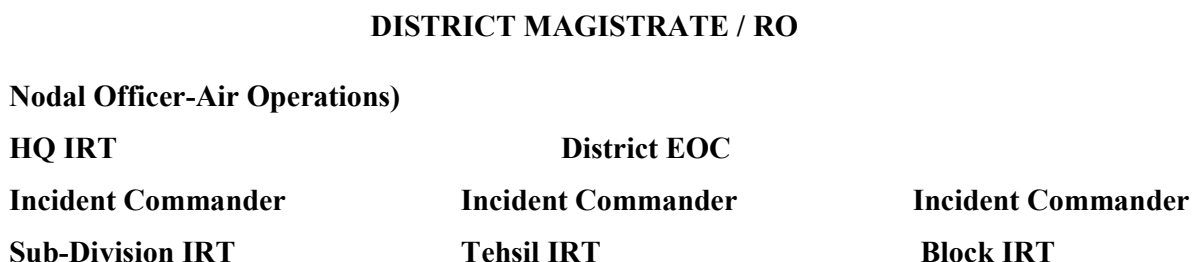 DISTRICT MAGISTRATE / RO
Nodal Officer-Air Operations)
HQ IRT District EOC
Incident Commander Incident Commander Incident Commander
Sub-Division IRT Tehsil IRT Block IRT